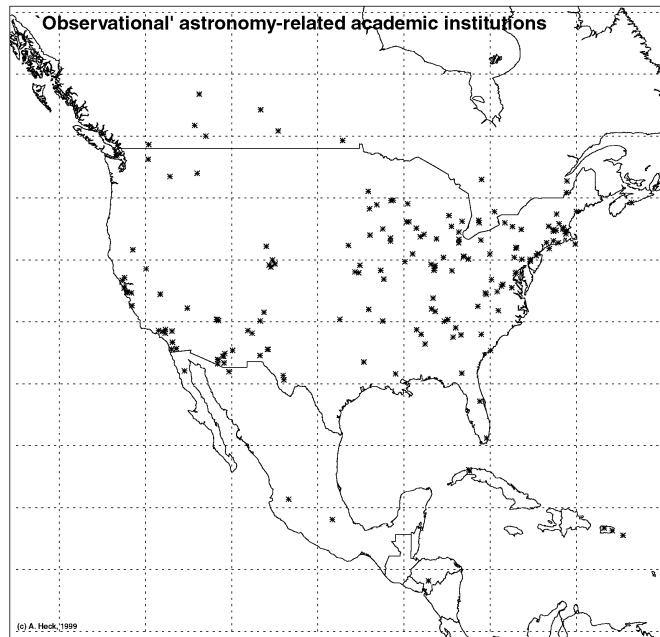 `Observational' astronomy-related academic institutions
(c) A. Heck, 1999